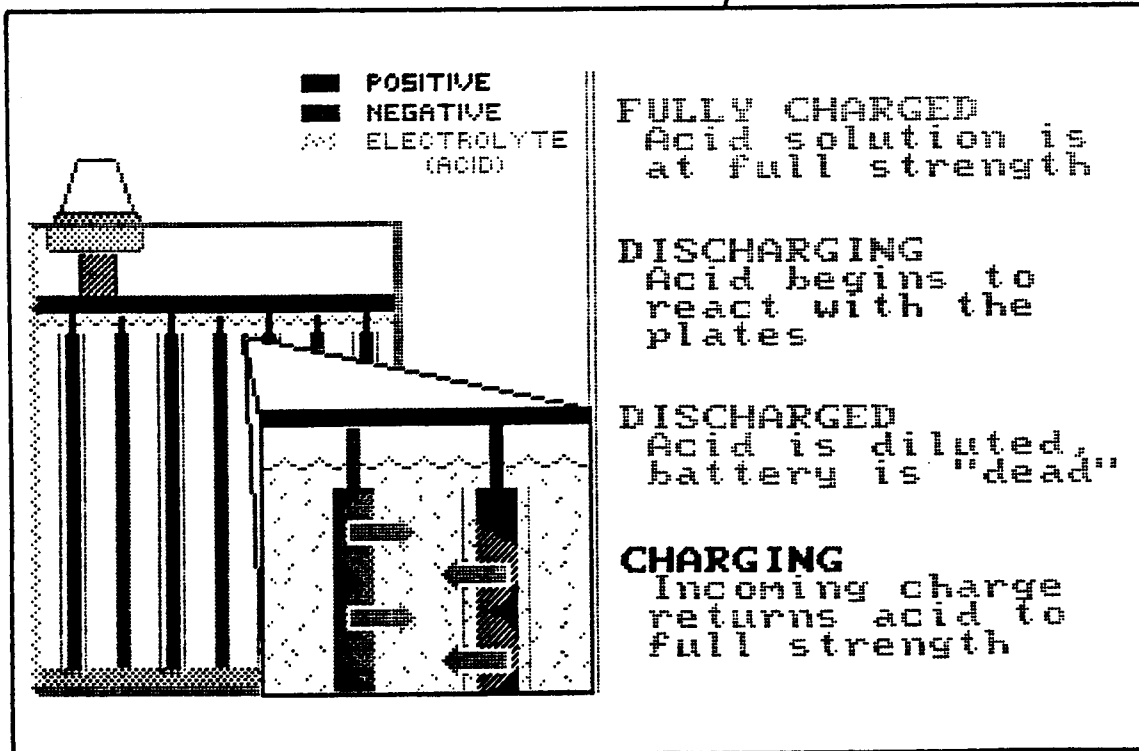 POSITIVE
NEGATIVE
ELECTROLYTE
(ACID)
FULLY CHARGED
Acid solution is
at full strength
DISCHARGING
Acid begins to
react with the
plates
DISCHARGED
Acid is diluted,
battery is "dead"
CHARGING
Incoming charge
returns acid to
full strength